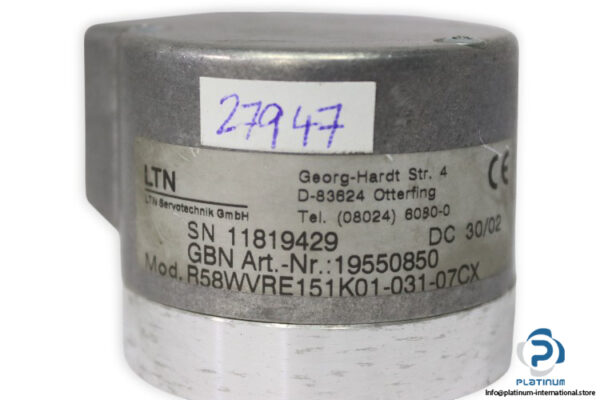 27947
LTN
LTN Servotechnik GmbH
Georg-Hardt Str. 4
D-83624 Otterfing
Tel. (08024) 6080-0
CE
SN 11819429
DC 30/02
GBN Art.-Nr.:19550850
Mod. R58WVRE151K01-031-07CX
PLATINUM
INTERNATIONAL
Info@platinum-international.store